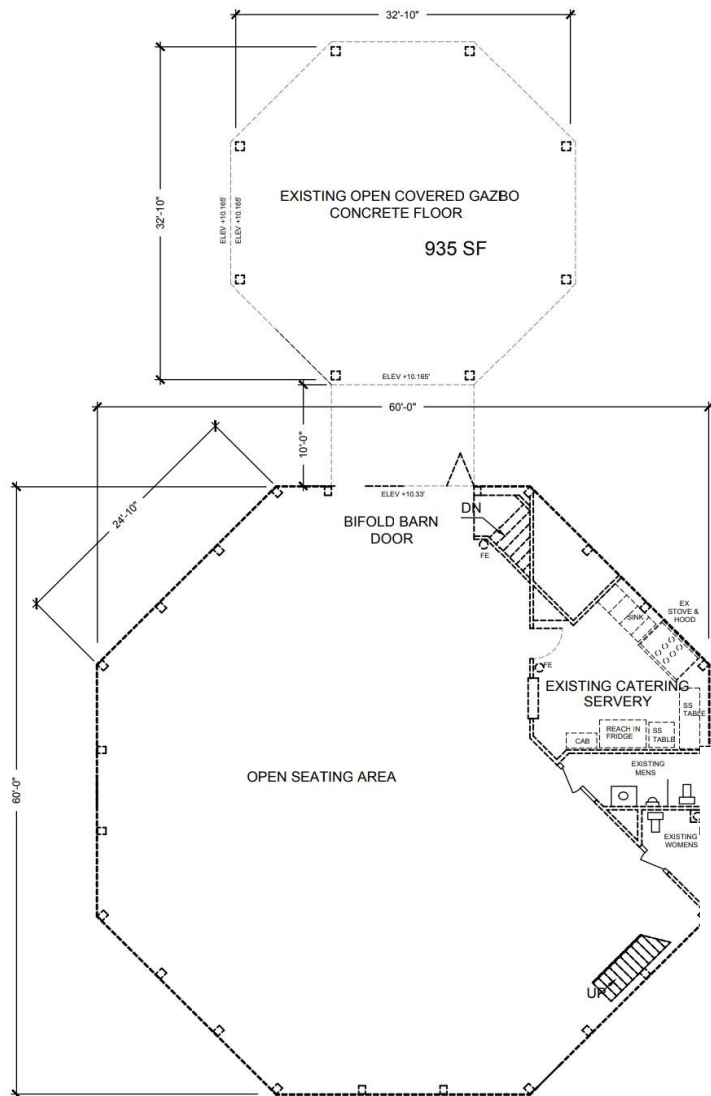 32'-10"
32'-10"
EXISTING OPEN COVERED GAZBO
CONCRETE FLOOR
935 SF
ELEV +10.165'
ELEV +10.165'
ELEV +10.165'
60'-0"
10'-0"
24'-10"
ELEV +10.33'
BIFOLD BARN
DOOR
DN
FE
SINK
EX
STOVE &
HOOD
FE
EXISTING CATERING
SERVERY
SS
TABLE
CAB
REACH IN
FRIDGE
SS
TABLE
EXISTING
MENS
OPEN SEATING AREA
60'-0"
EXISTING
WOMENS
UP